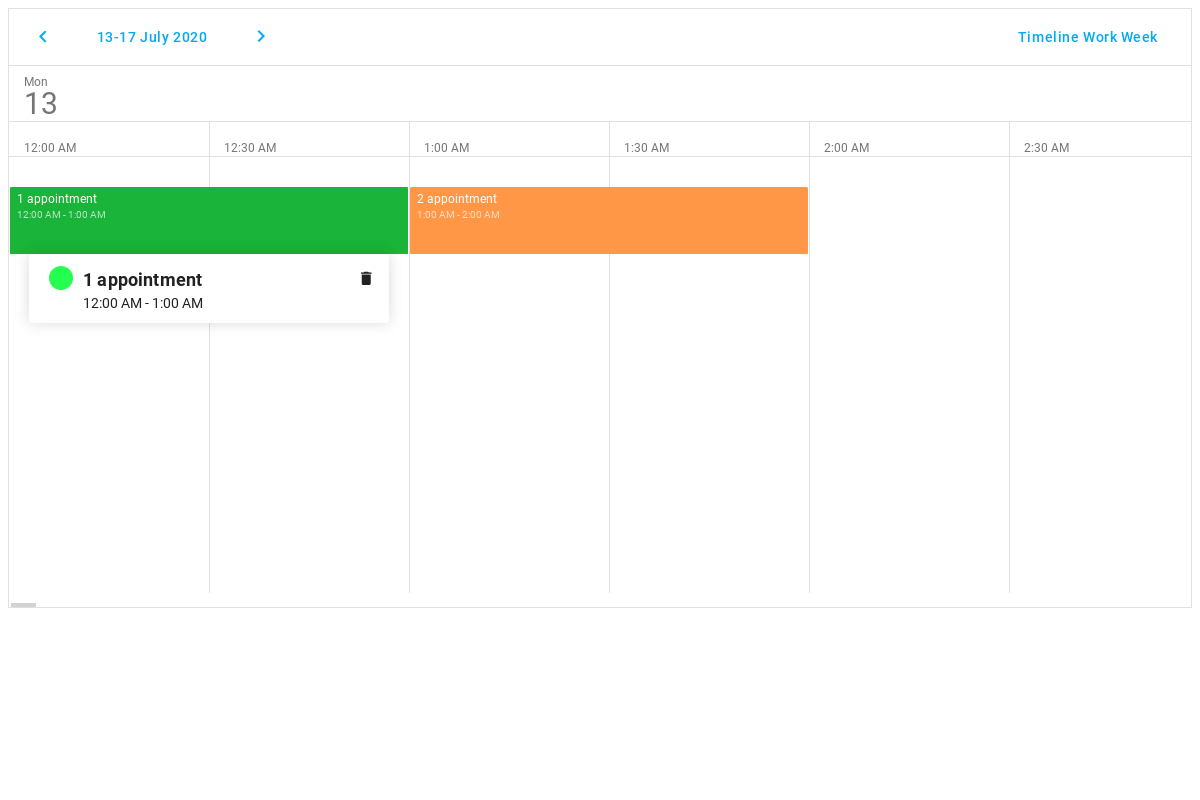 13-17 July 2020
Timeline Work Week
Mon
13
12:00 AM
12:30 AM
1:00 AM
1:30 AM
2:00 AM
2:30 AM
1 appointment
12:00 AM - 1:00 AM
2 appointment
1:00 AM - 2:00 AM
1 appointment
12:00 AM - 1:00 AM